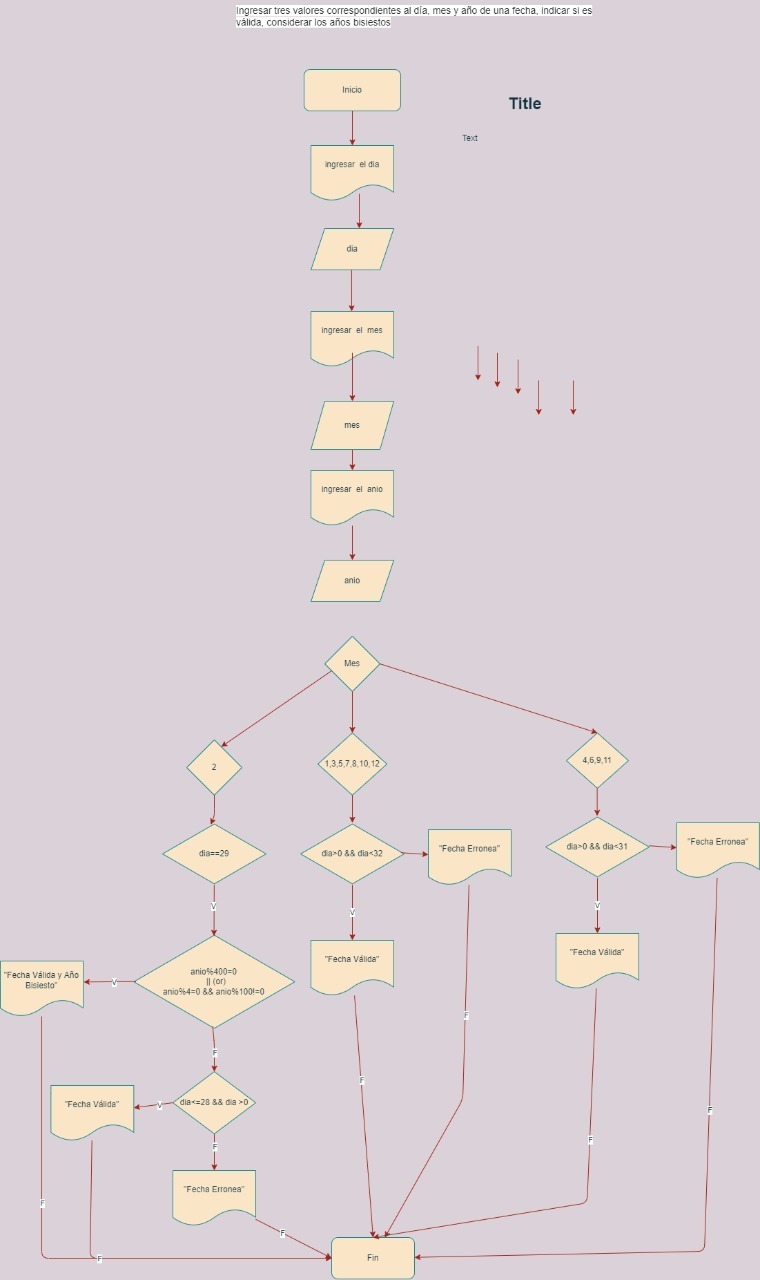 Ingresar tres valores correspondientes al día, mes y año de una fecha, indicar si es
válida, considerar los años bisiestos
Inicio
Title
Text
ingresar el dia
dia
ingresar el mes
mes
ingresar el anio
anio
Mes
2
1,3,5,7,8,10,12
4,6,9,11
dia==29
dia>0 && dia<32
"Fecha Erronea"
dia>0 && dia<31
"Fecha Erronea"
V
V
V
"Fecha Válida y Año
Bisiesto"
V
anio%400=0
|| (or)
anio%4=0 && anio%100!=0
"Fecha Válida"
"Fecha Válida"
F
F
F
"Fecha Válida"
V
dia<=28 && dia >0
F
F
F
"Fecha Erronea"
F
F
F
Fin